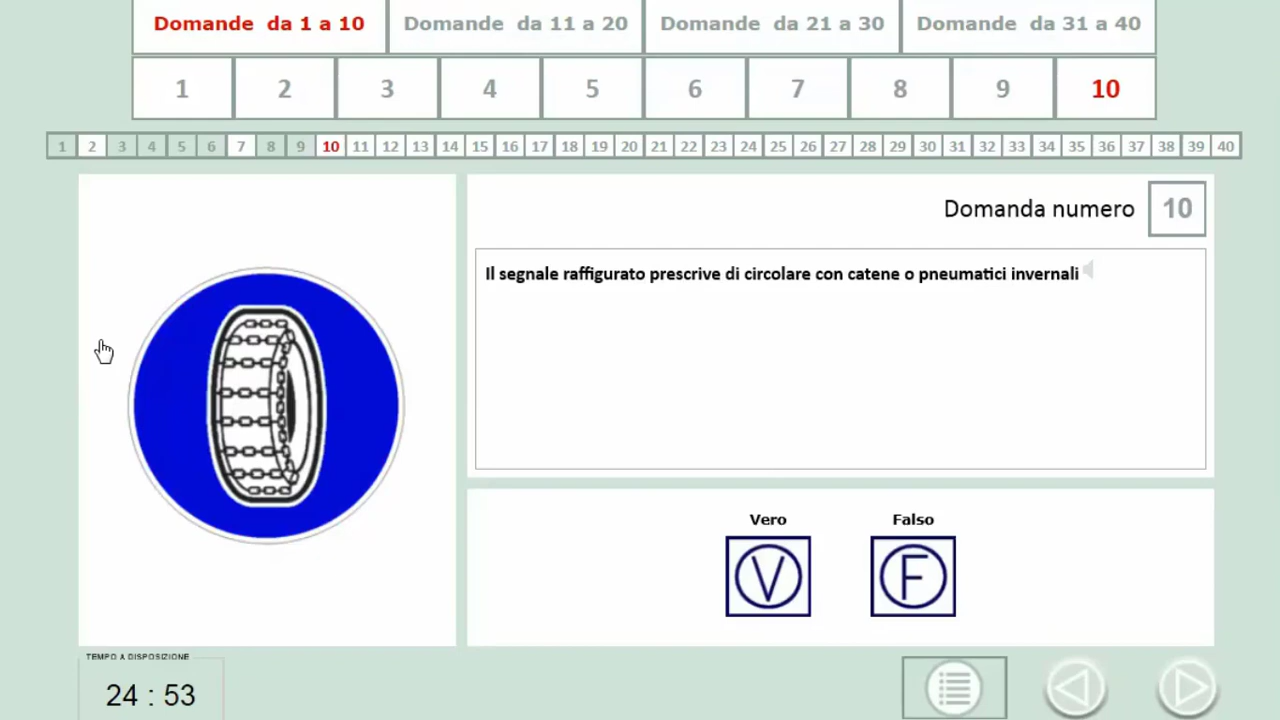 Domande da 1 a 10 Domande da 11 a 20 Domande da 21 a 30 Domande da 31 a 40
1 2 3 4 5 6 7 8 9 10
1 2 3 4 5 6 7 8 9 10 11 12 13 14 15 16 17 18 19 20 21 22 23 24 25 26 27 28 29 30 31 32 33 34 35 36 37 38 39 40
Domanda numero 10
Il segnale raffigurato prescrive di circolare con catene o pneumatici invernali
Vero Falso
V F
TEMPO A DISPOSIZIONE
24 : 53